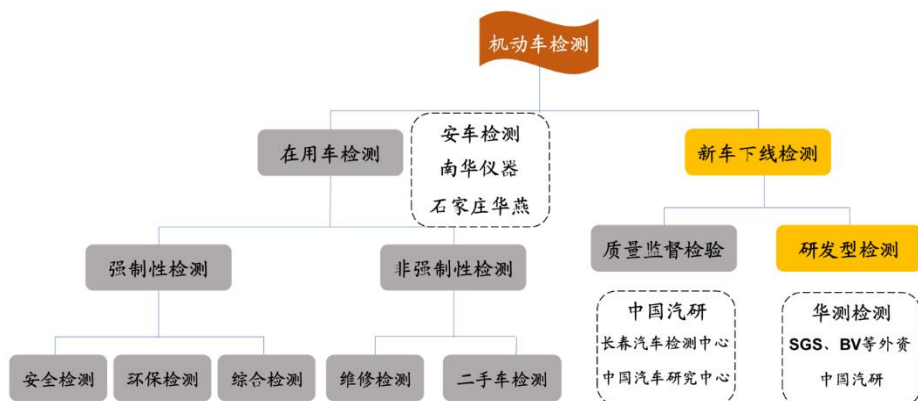 机动车检测
在用车检测
安车检测
南华仪器
石家庄华燕
新车下线检测
强制性检测
非强制性检测
质量监督检验
研发型检测
安全检测
环保检测
综合检测
维修检测
二手车检测
中国汽研
长春汽车检测中心
中国汽车研究中心
华测检测
SGS、BV等外资
中国汽研